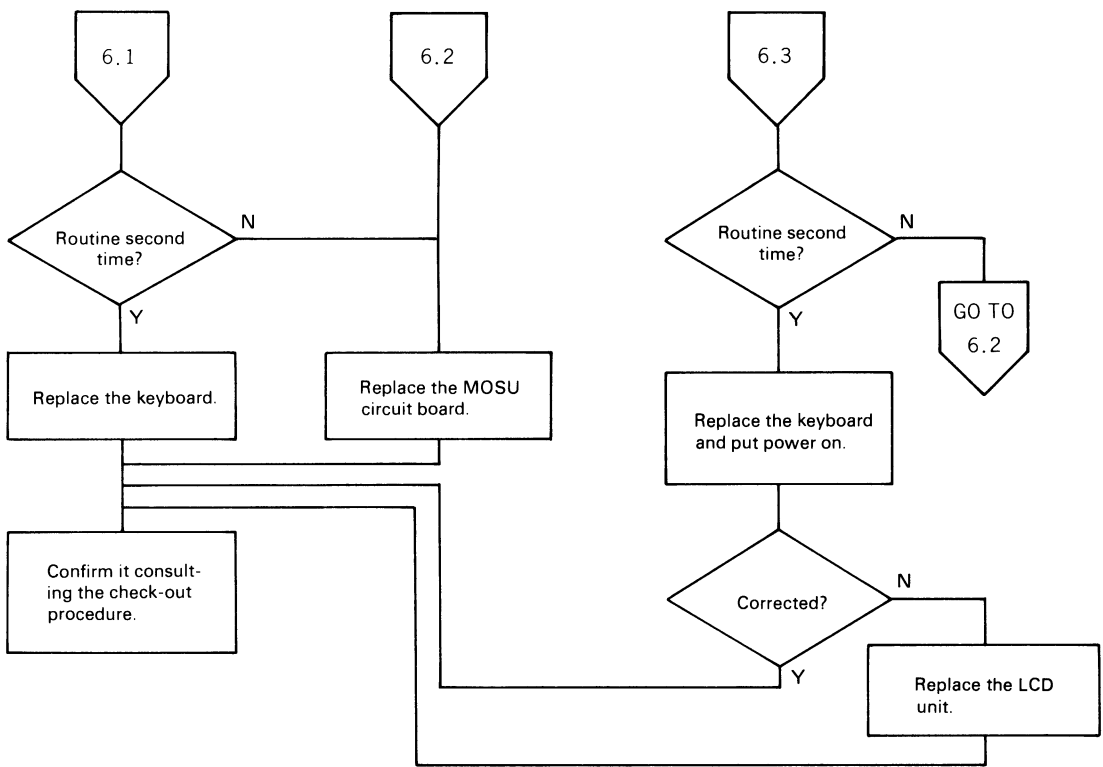 6.1
6.2
6.3
Routine second
time?
N
Y
Routine second
time?
N
Y
GO TO
6.2
Replace the keyboard.
Replace the MOSU
circuit board.
Replace the keyboard
and put power on.
Confirm it consult-
ing the check-out
procedure.
Corrected?
N
Y
Replace the LCD
unit.